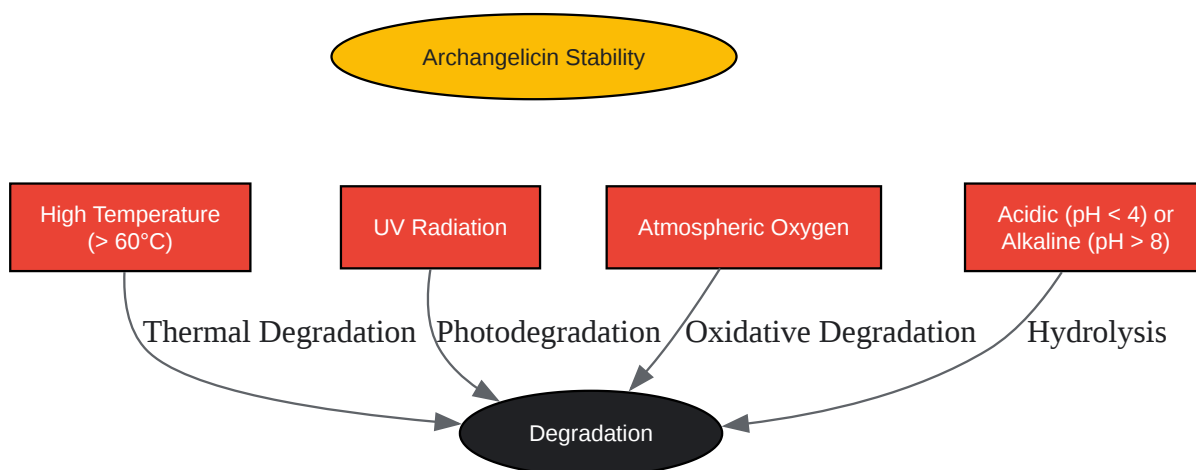 Archangelicin Stability
High Temperature
(> 60°C)
UV Radiation
Atmospheric Oxygen
Acidic (pH < 4) or
Alkaline (pH > 8)
Thermal Degradation
Photodegradation
Oxidative Degradation
Hydrolysis
Degradation